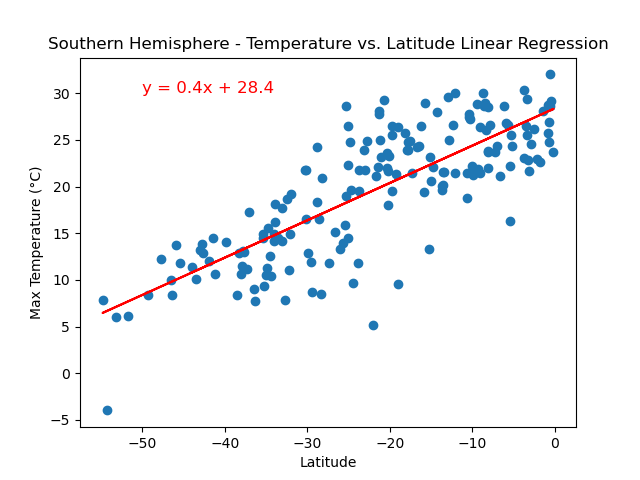 Southern Hemisphere - Temperature vs. Latitude Linear Regression
y = 0.4x + 28.4
30
25
20
15
10
5
0
−5
Max Temperature (°C)
−50 −40 −30 −20 −10 0
Latitude